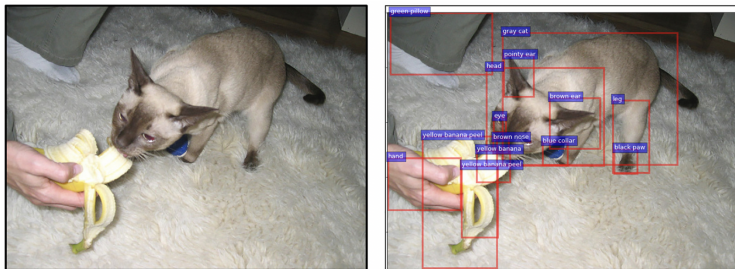 green pillow
gray cat
pointy ear
head
brown ear
leg
eye
yellow banana peel
brown nose
blue collar
yellow banana
black paw
hand
yellow banana peel